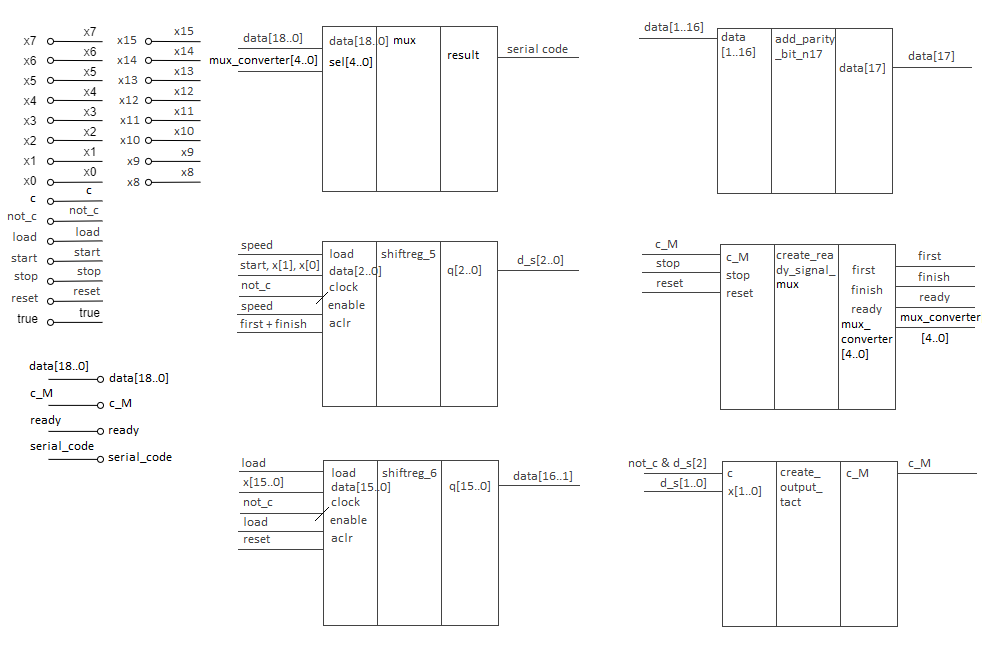 x7 x7
x6 x6
x5 x5
x4 x4
x3 x3
x2 x2
x1 x1
x0 x0
c c
not_c not_c
load load
start start
stop stop
reset reset
true true
x15 x15
x14 x14
x13 x13
x12 x12
x11 x11
x10 x10
x9 x9
x8 x8
data[18..0]
data[18..0]
c_M
c_M
ready
ready
serial_code
serial_code
data[18..0]
mux_converter[4..0]
data[18..0] mux
sel[4..0]
result
serial code
data[1..16]
data
[1..16]
add_parity
_bit_n17
data[17]
data[17]
speed
start, x[1], x[0]
not_c
speed
first + finish
load
data[2..0]
clock
enable
aclr
shiftreg_5
q[2..0]
d_s[2..0]
c_M
stop
reset
c_M
stop
reset
create_rea
dy_signal_
mux
first
finish
ready
mux_
converter
[4..0]
first
finish
ready
mux_converter
[4..0]
load
x[15..0]
not_c
load
reset
load
data[15..0]
clock
enable
aclr
shiftreg_6
q[15..0]
data[16..1]
not_c & d_s[2]
d_s[1..0]
c
x[1..0]
create_
output_
tact
c_M
c_M